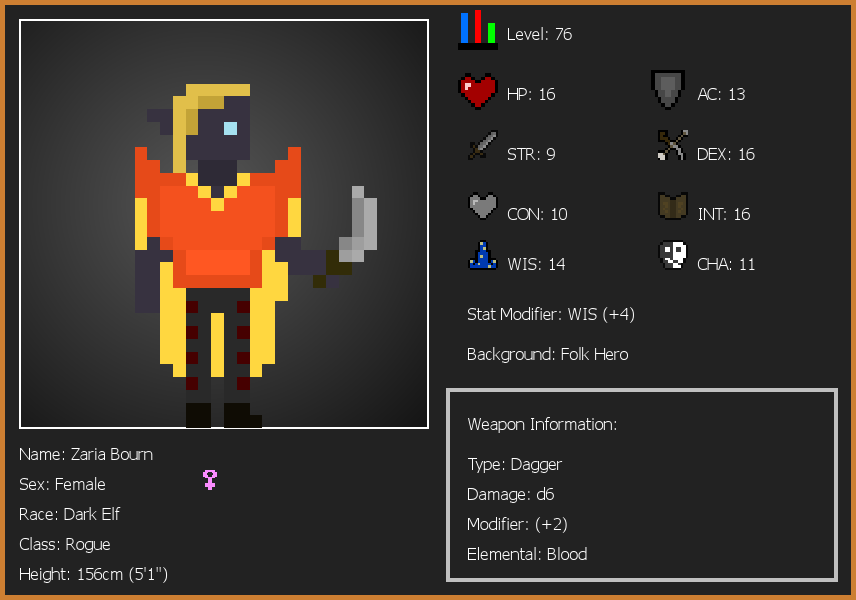 Level: 76
HP: 16
AC: 13
STR: 9
DEX: 16
CON: 10
INT: 16
WIS: 14
CHA: 11
Stat Modifier: WIS (+4)
Background: Folk Hero
Weapon Information:
Type: Dagger
Damage: d6
Modifier: (+2)
Elemental: Blood
Name: Zaria Bourn
Sex: Female
Race: Dark Elf
Class: Rogue
Height: 156cm (5'1")